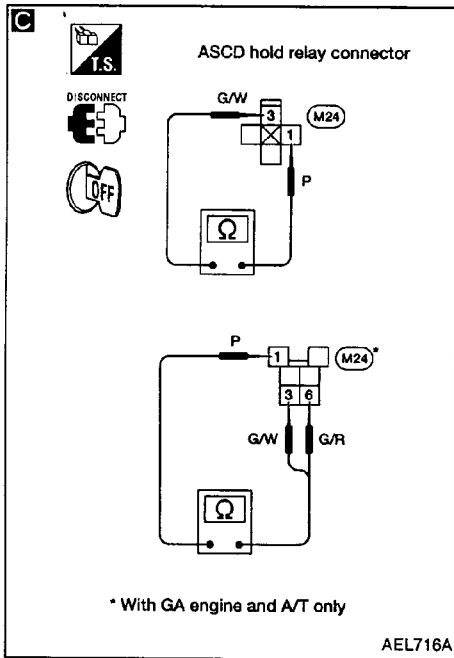 C
T.S.
ASCD hold relay connector
DISCONNECT
G/W
3
M24
1
OFF
P
Ω
P
1
M24*
3 6
G/W G/R
Ω
* With GA engine and A/T only
AEL716A